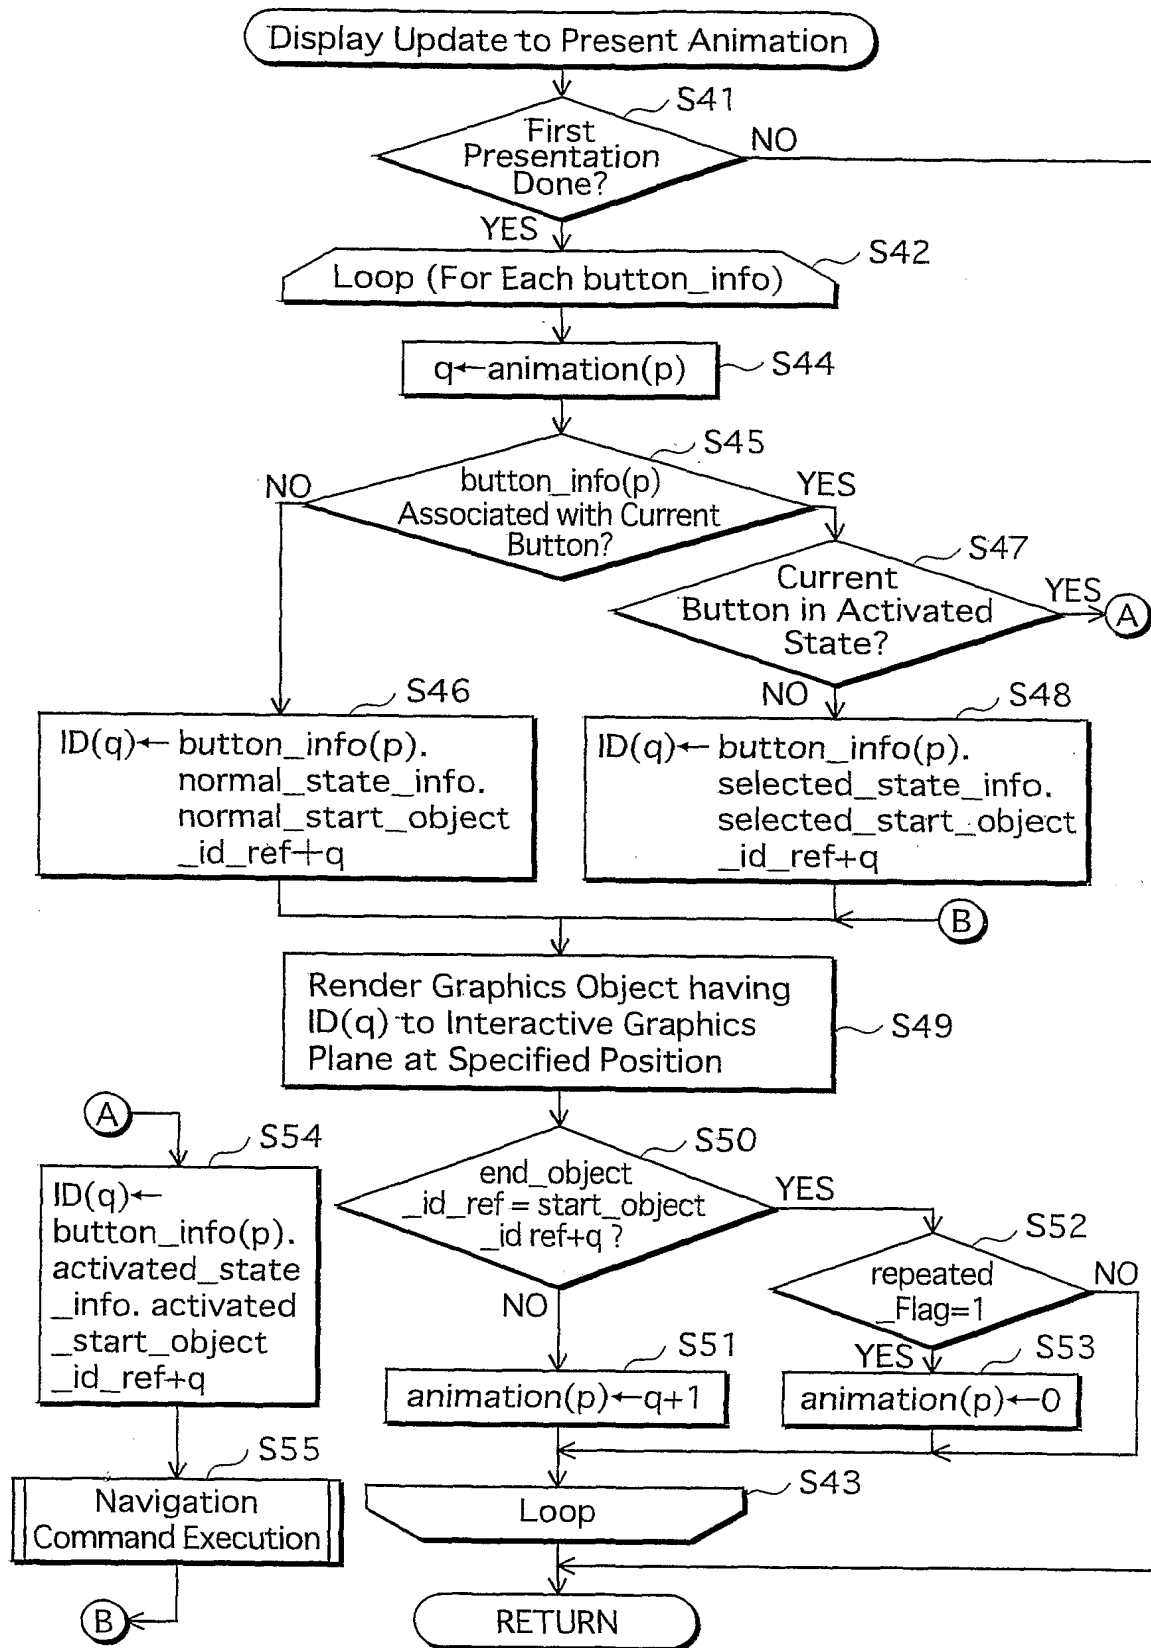 Display Update to Present Animation
S41
First
Presentation
Done?
NO
YES
S42
Loop (For Each button_info)
q←animation(p)
S44
S45
button_info(p)
Associated with Current
Button?
NO
YES
S47
Current
Button in Activated
State?
YES
A
NO
S46
ID(q)← button_info(p).
normal_state_info.
normal_start_object
_id_ref+q
S48
ID(q)← button_info(p).
selected_state_info.
selected_start_object
_id_ref+q
B
Render Graphics Object having
ID(q) to Interactive Graphics
Plane at Specified Position
S49
A
S54
ID(q)←
button_info(p).
activated_state
_info. activated
_start_object
_id_ref+q
S55
Navigation
Command Execution
B
S50
end_object
_id_ref = start_object
_id ref+q ?
YES
NO
S52
repeated
_Flag=1
NO
YES
S51
animation(p)←q+1
S53
animation(p)←0
S43
Loop
RETURN